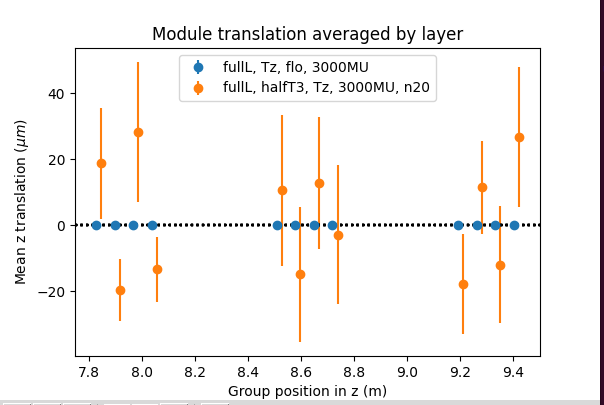 Module translation averaged by layer
fullL, Tz, flo, 3000MU
fullL, halfT3, Tz, 3000MU, n20
Mean z translation (μm)
40
20
0
−20
7.8 8.0 8.2 8.4 8.6 8.8 9.0 9.2 9.4
Group position in z (m)